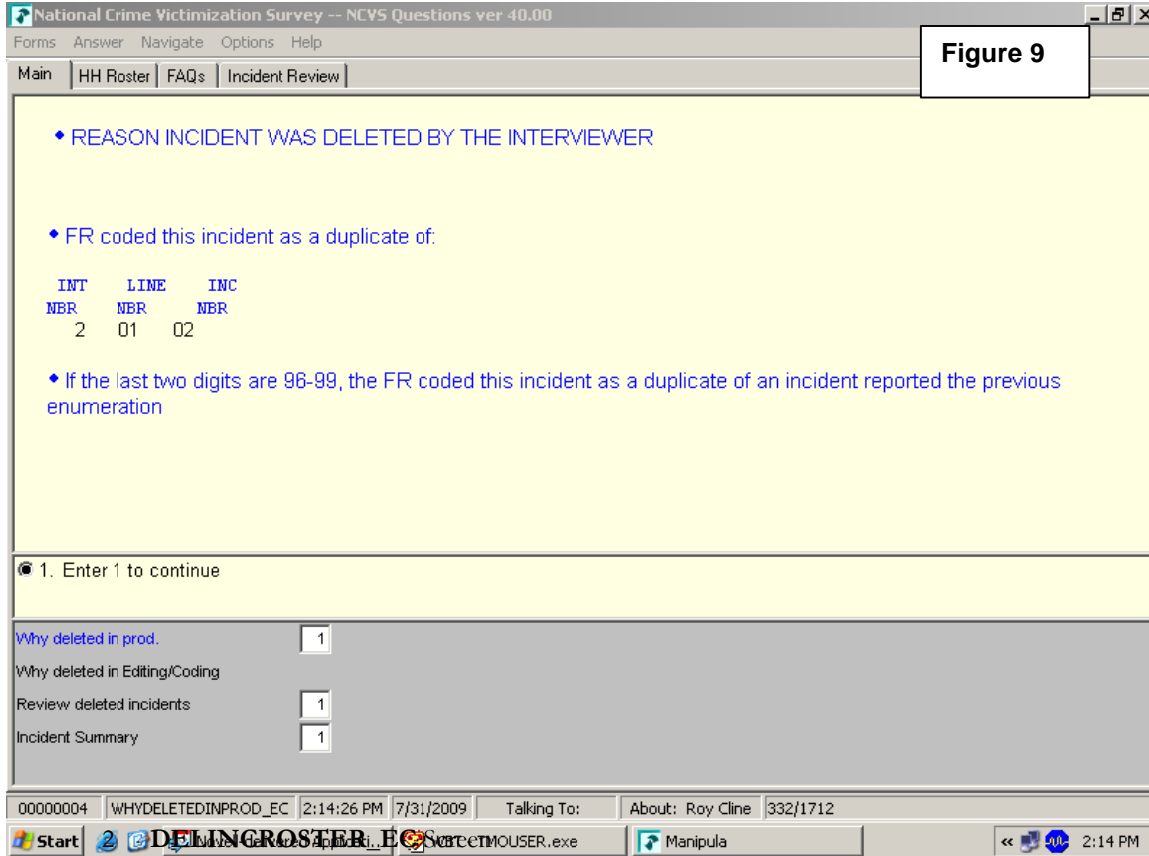 National Crime Victimization Survey -- NCVS Questions ver 40.00
Forms Answer Navigate Options Help
Figure 9
Main HH Roster FAQs Incident Review
• REASON INCIDENT WAS DELETED BY THE INTERVIEWER
• FR coded this incident as a duplicate of:
INT LINE INC
NBR NBR NBR
2 01 02
• If the last two digits are 96-99, the FR coded this incident as a duplicate of an incident reported the previous
enumeration
1. Enter 1 to continue
Why deleted in prod. 1
Why deleted in Editing/Coding
Review deleted incidents 1
Incident Summary 1
00000004 WHYDELETEDINPROD_EC 2:14:26 PM 7/31/2009 Talking To: About: Roy Cline 332/1712
Start 2 DELINCROSTER_EC Screen Manipula 2:14 PM